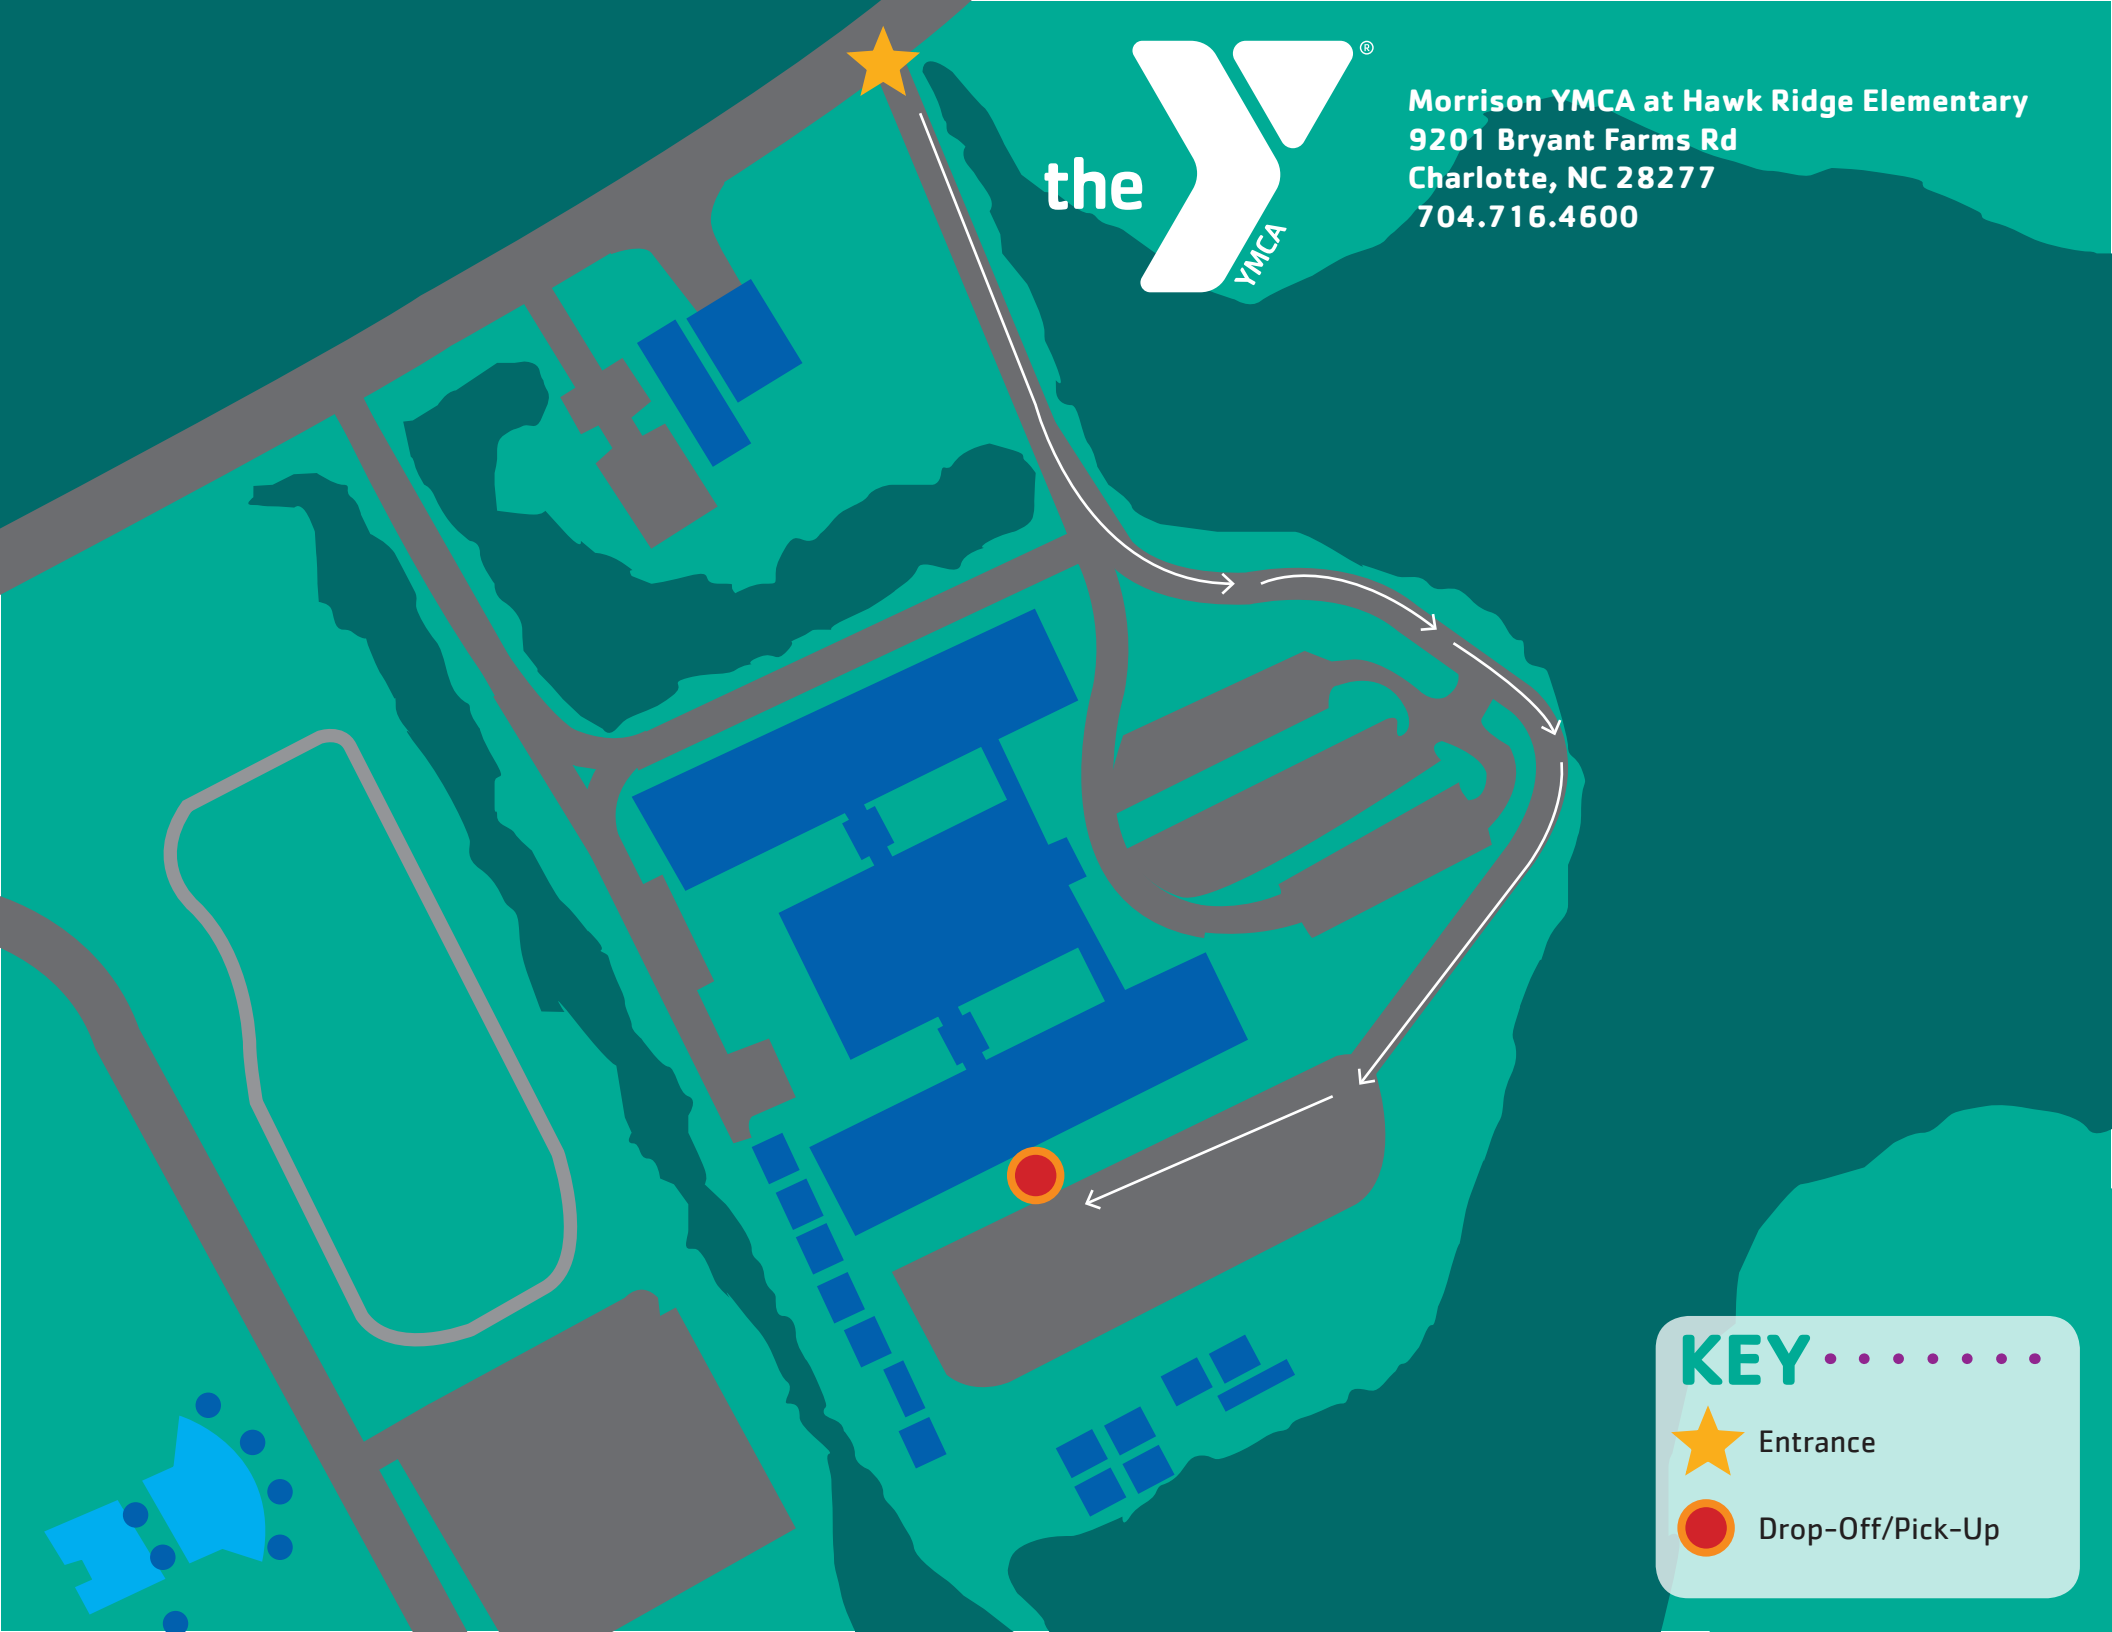 the
YMCA
®
Morrison YMCA at Hawk Ridge Elementary
9201 Bryant Farms Rd
Charlotte, NC 28277
704.716.4600
KEY
Entrance
Drop-Off/Pick-Up